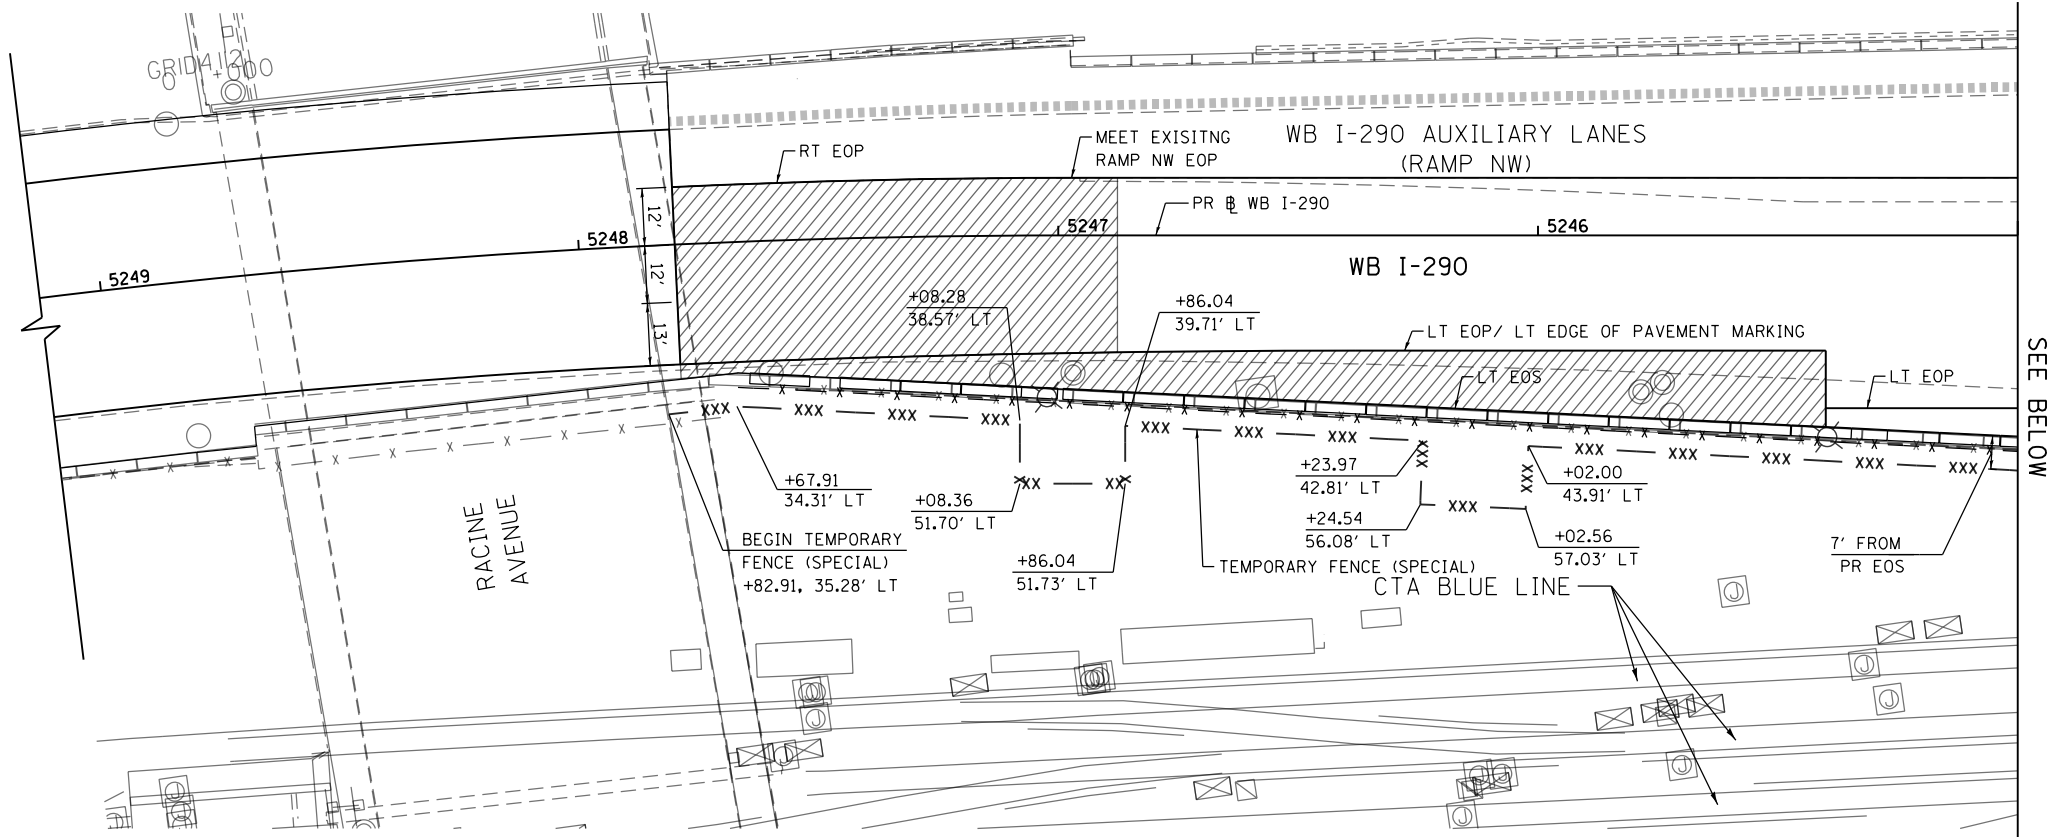 GRID4 12
0 +000
MEET EXISITNG
RAMP NW EOP
WB I-290 AUXILIARY LANES
(RAMP NW)
RT EOP
PR B WB I-290
12'
5248
5247
5246
5249
12'
WB I-290
13'
+08.28
38.57' LT
+86.04
39.71' LT
LT EOP/ LT EDGE OF PAVEMENT MARKING
LT EOS
LT EOP
SEE BELOW
XXX XXX XXX XXX
XXX XXX XXX
XXX XXX XXX XXX XXX
+67.91
34.31' LT
+08.36
51.70' LT
XX XX
+23.97
42.81' LT
XXX
XXX
+02.00
43.91' LT
XXX
+24.54
56.08' LT
+02.56
57.03' LT
RACINE
AVENUE
BEGIN TEMPORARY
FENCE (SPECIAL)
+82.91, 35.28' LT
+86.04
51.73' LT
TEMPORARY FENCE (SPECIAL)
7' FROM
PR EOS
CTA BLUE LINE